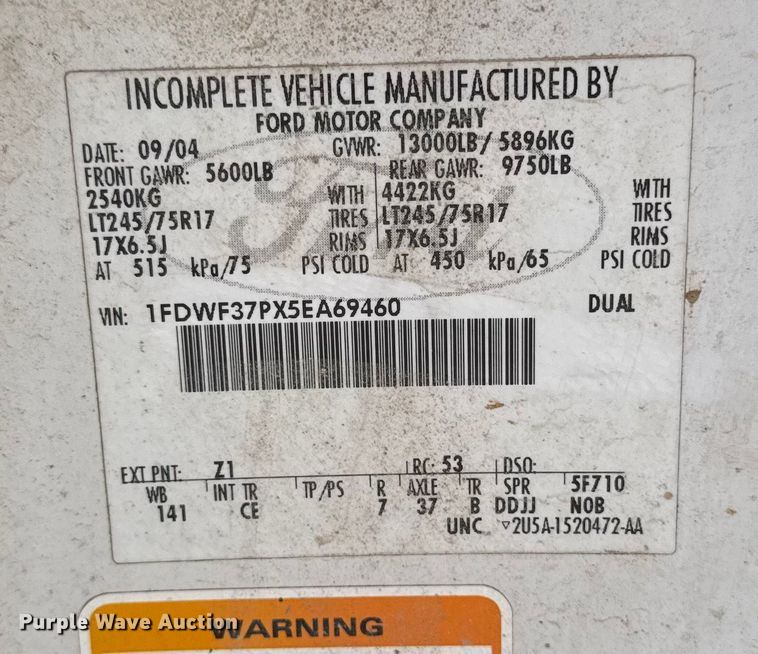 INCOMPLETE VEHICLE MANUFACTURED BY
FORD MOTOR COMPANY
DATE: 09/04 GVWR: 13000LB/ 5896KG
FRONT GAWR: 5600LB REAR GAWR: 9750LB
2540KG WITH 4422KG WITH
LT245/75R17 TIRES LT245/75R17 TIRES
17X6.5J RIMS 17X6.5J RIMS
AT 515 kPa/75 PSI COLD AT 450 kPa/65 PSI COLD
VIN: 1FDWF37PX5EA69460 DUAL
EXT PNT: Z1 RC: 53 DSO:
WB INT TR TP/PS R AXLE TR SPR 5F710
141 CE 7 37 B DDJJ NOB
UNC ▽2U5A-1520472-AA
Ford
WARNING
Purple Wave Auction